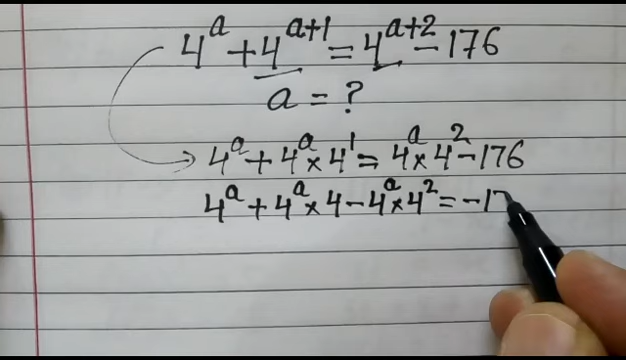 4^a + 4^{a+1} = 4^{a+2} - 176
a = ?
4^a + 4^a × 4^1 = 4^a × 4^2 - 176
4^a + 4^a × 4 - 4^a × 4^2 = -17